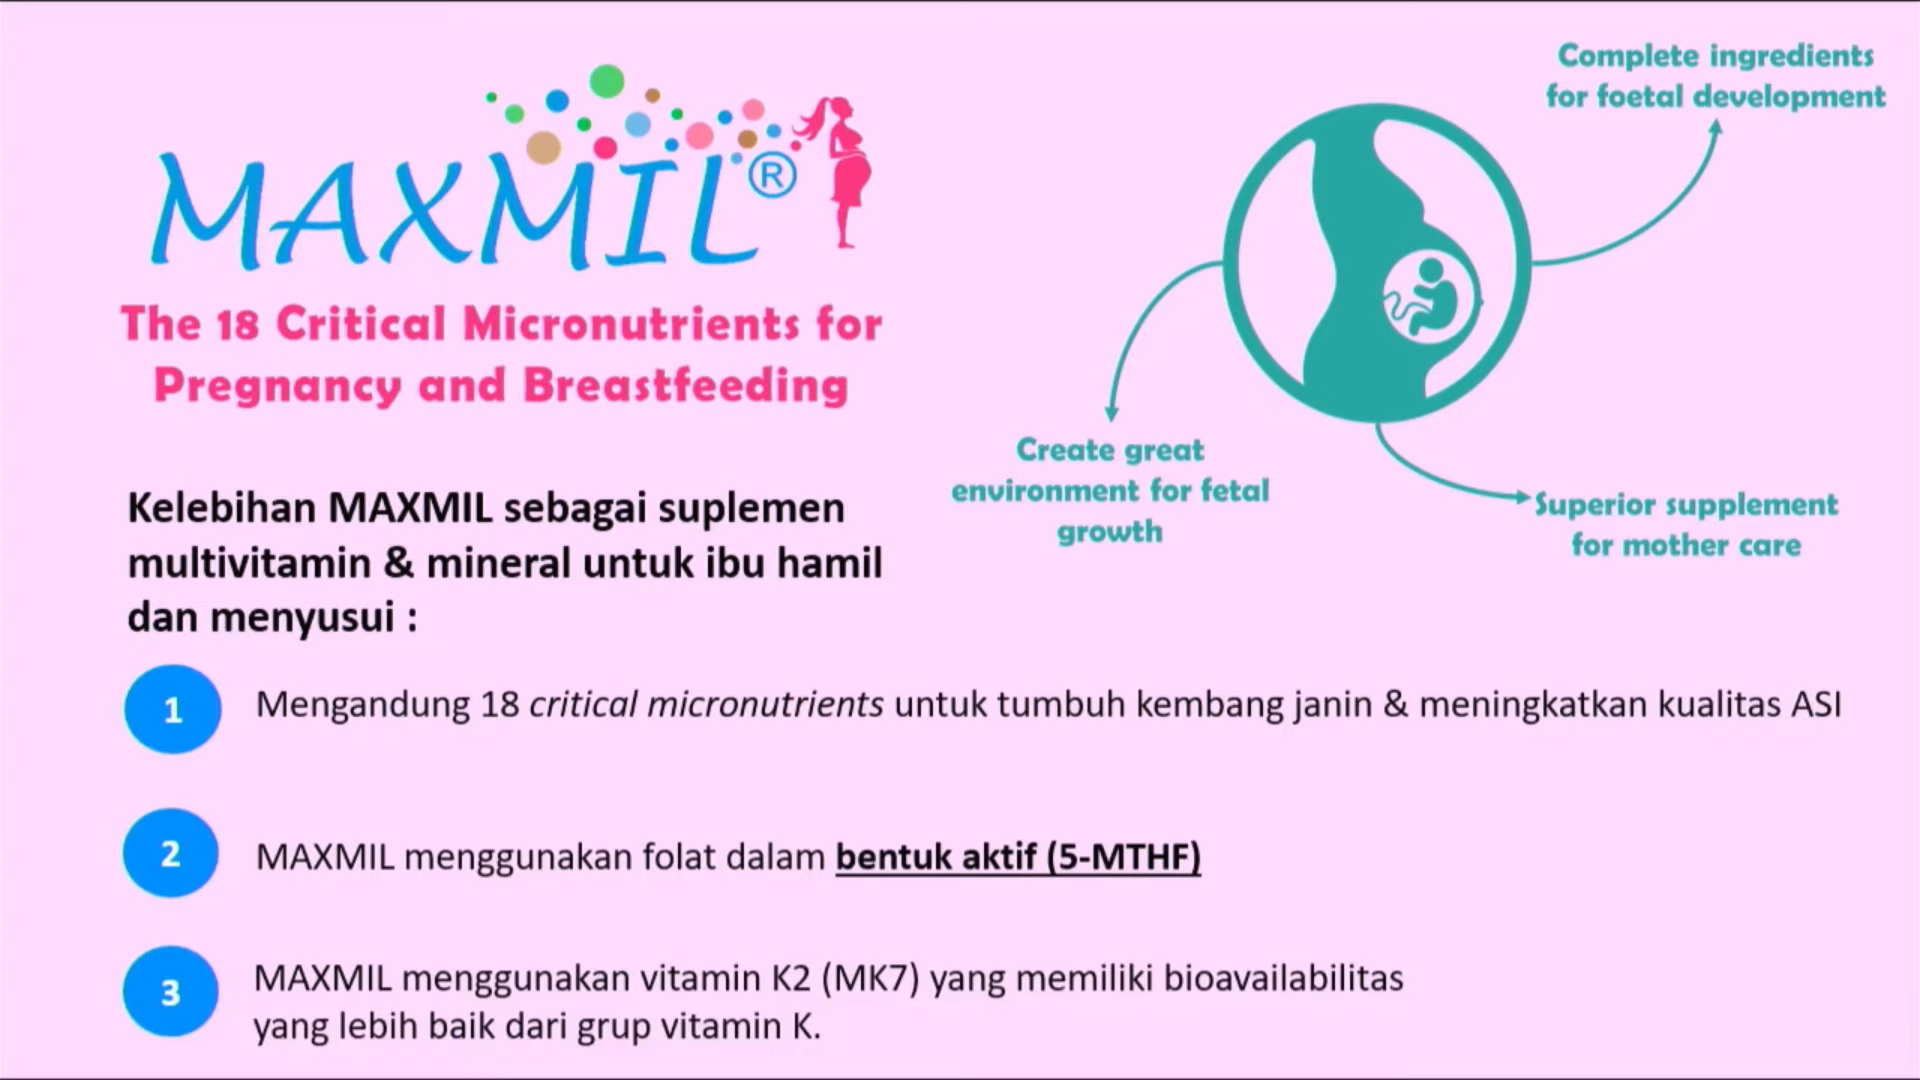 MAXMIL®
The 18 Critical Micronutrients for
Pregnancy and Breastfeeding
Complete ingredients
for foetal development
Create great
environment for fetal
growth
Superior supplement
for mother care
Kelebihan MAXMIL sebagai suplemen
multivitamin & mineral untuk ibu hamil
dan menyusui :
1 Mengandung 18 critical micronutrients untuk tumbuh kembang janin & meningkatkan kualitas ASI
2 MAXMIL menggunakan folat dalam bentuk aktif (5-MTHF)
3 MAXMIL menggunakan vitamin K2 (MK7) yang memiliki bioavailabilitas
yang lebih baik dari grup vitamin K.